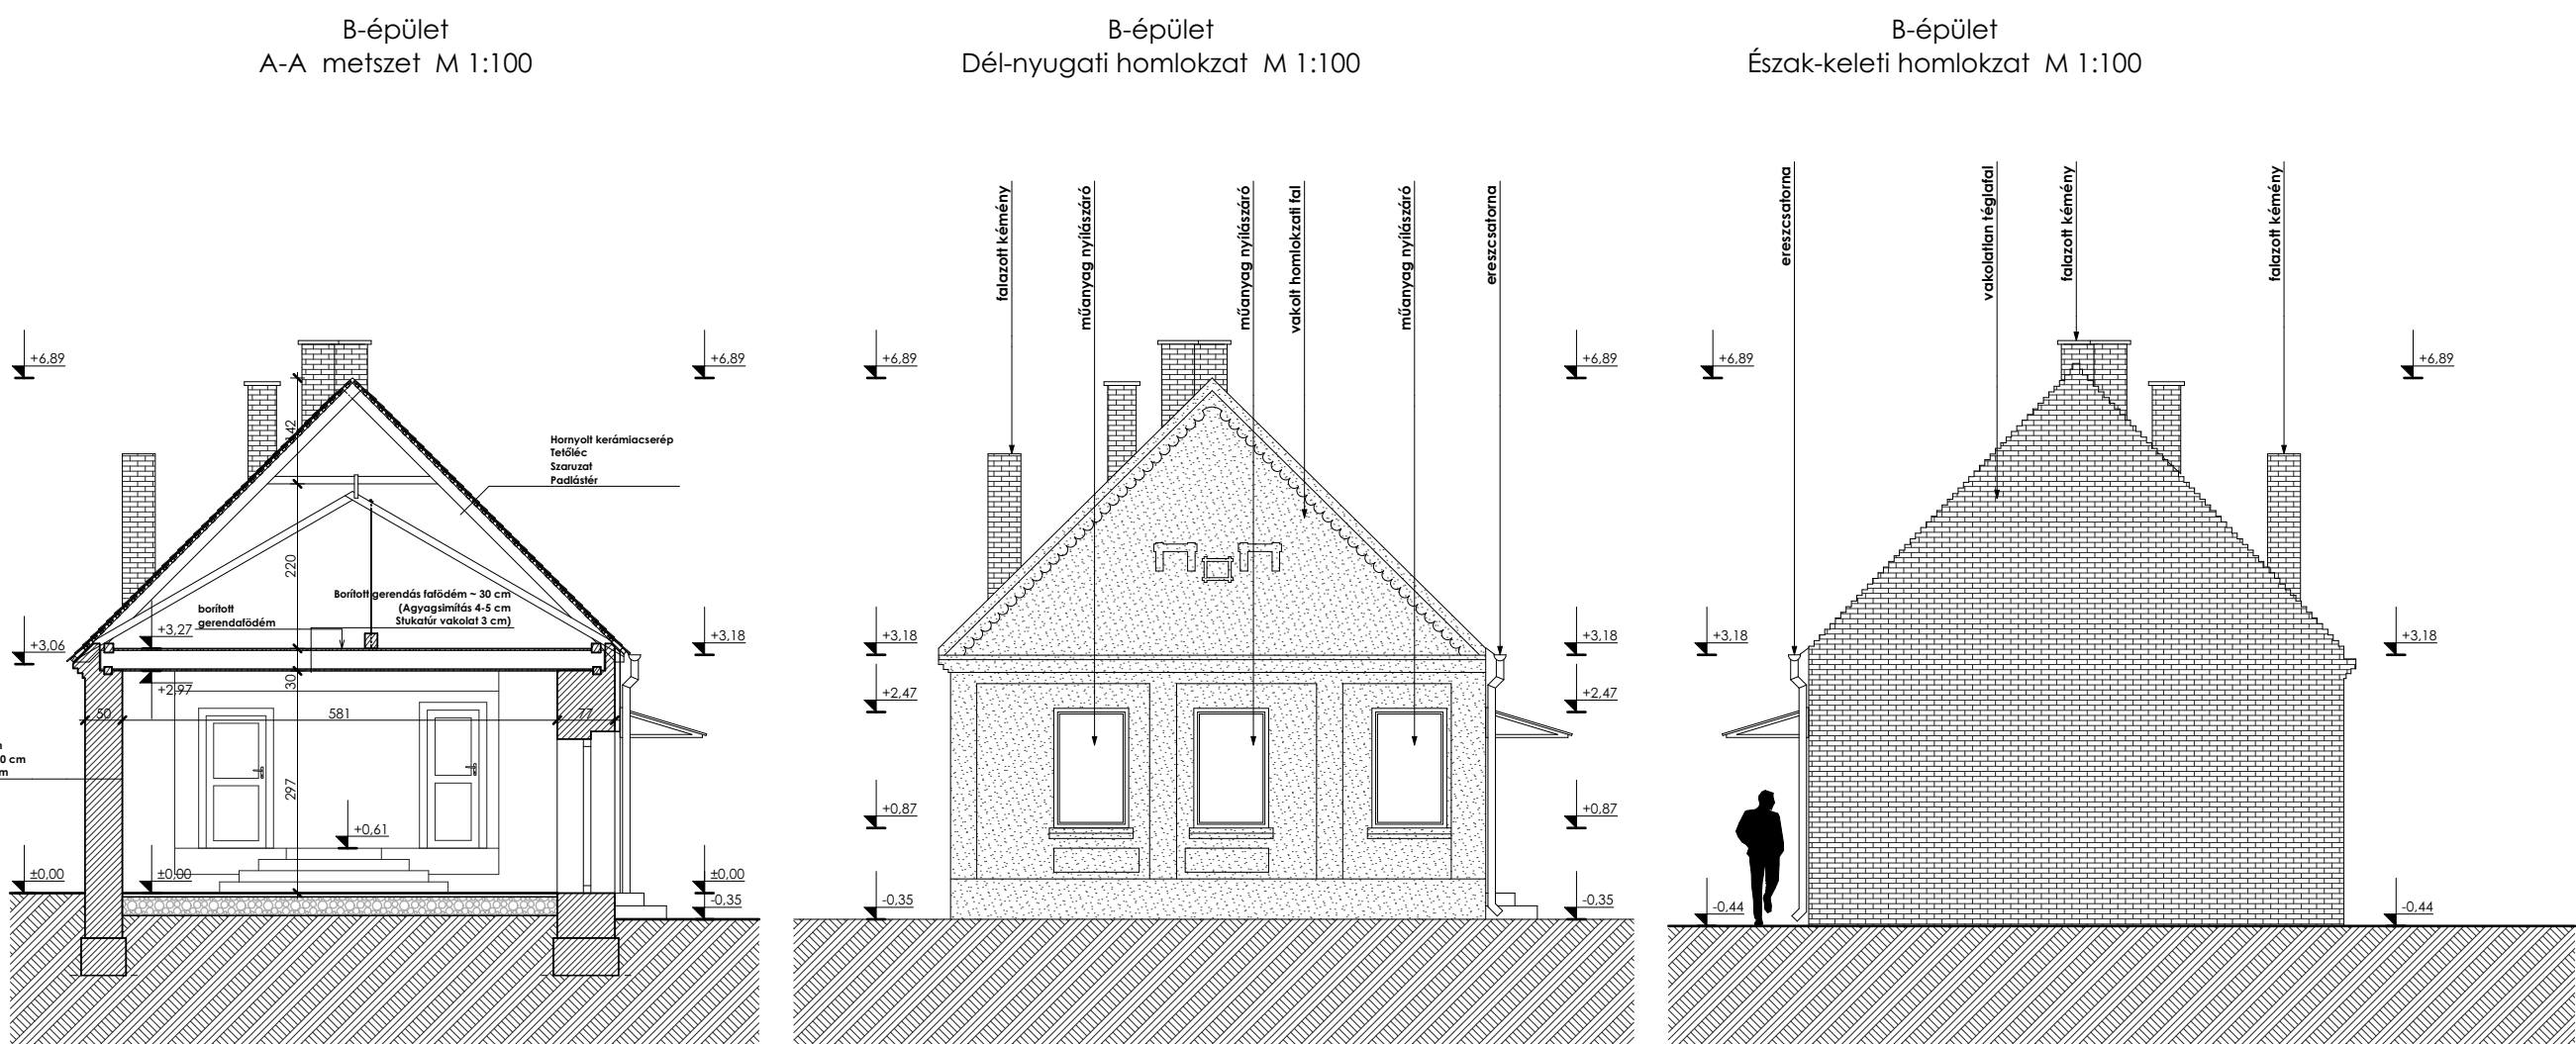 B-épület
A-A metszet M 1:100
B-épület
Dél-nyugati homlokzat M 1:100
B-épület
Észak-keleti homlokzat M 1:100
falazott kémény
műanyag nyílászáró
műanyag nyílászáró
vakolt homlokzati fal
műanyag nyílászáró
ereszcsatorna
ereszcsatorna
vakolatlan téglafal
falazott kémény
falazott kémény
+6,89
+6,89
+6,89
+6,89
+6,89
+6,89
142
Hornyolt kerámiacserép
Tetőléc
Szaruzat
Padlástér
220
Borított gerendás fafödém ~ 30 cm
(Agyagsimítás 4-5 cm
Stukatúr vakolat 3 cm)
borított
gerendafödém
+3,27
+3,06
+3,18
+3,18
+3,18
+3,18
+3,18
30
+2,97
+2,47
+2,47
50
581
77
0 cm
m
297
+0,61
+0,87
+0,87
±0,00
±0,00
±0,00
-0,35
-0,35
-0,35
-0,44
-0,44